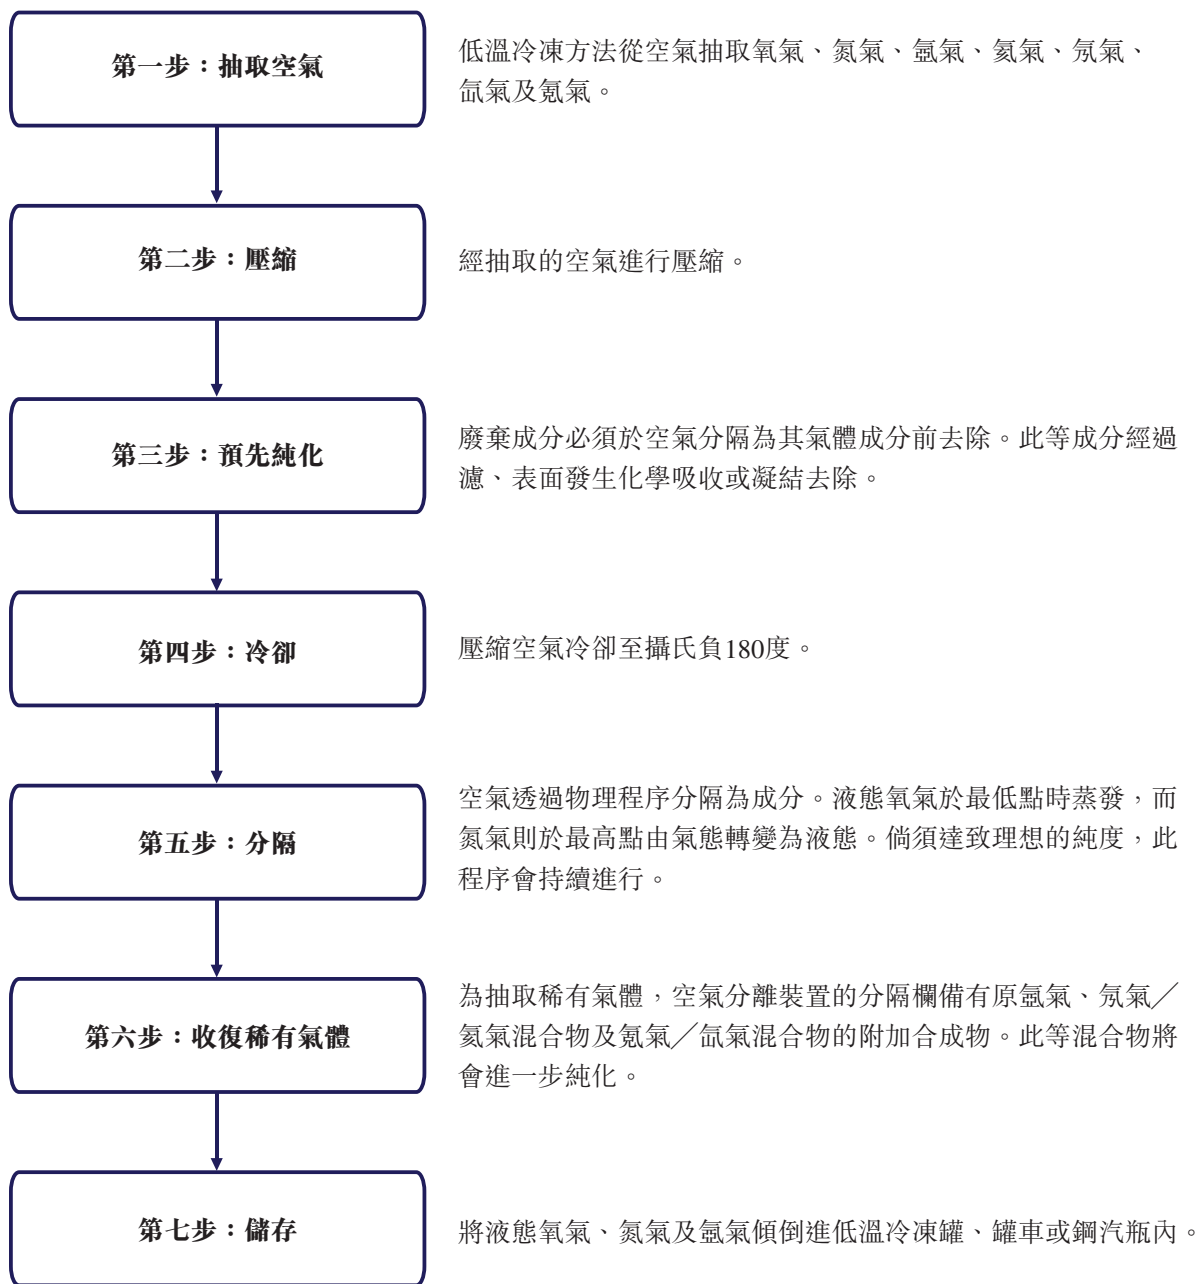 第一步：抽取空氣
低溫冷凍方法從空氣抽取氧氣、氮氣、氬氣、氦氣、氖氣、
氙氣及氪氣。
第二步：壓縮
經抽取的空氣進行壓縮。
第三步：預先純化
廢棄成分必須於空氣分隔為其氣體成分前去除。此等成分經過
濾、表面發生化學吸收或凝結去除。
第四步：冷卻
壓縮空氣冷卻至攝氏負180度。
第五步：分隔
空氣透過物理程序分隔為成分。液態氧氣於最低點時蒸發，而
氮氣則於最高點由氣態轉變為液態。倘須達致理想的純度，此
程序會持續進行。
第六步：收復稀有氣體
為抽取稀有氣體，空氣分離裝置的分隔欄備有原氬氣、氖氣／
氦氣混合物及氪氣／氙氣混合物的附加合成物。此等混合物將
會進一步純化。
第七步：儲存
將液態氧氣、氮氣及氬氣傾倒進低溫冷凍罐、罐車或鋼汽瓶內。